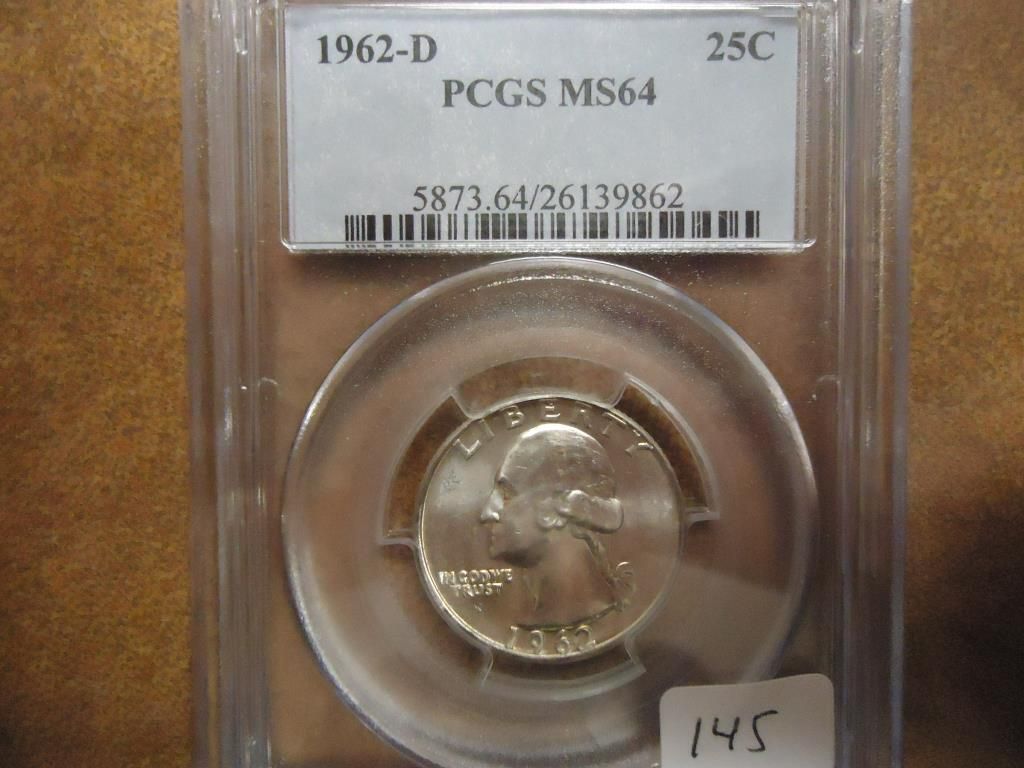 1962-D 25C
PCGS MS64
5873.64/26139862
LIBERTY
IN GOD WE
TRUST
1962
145